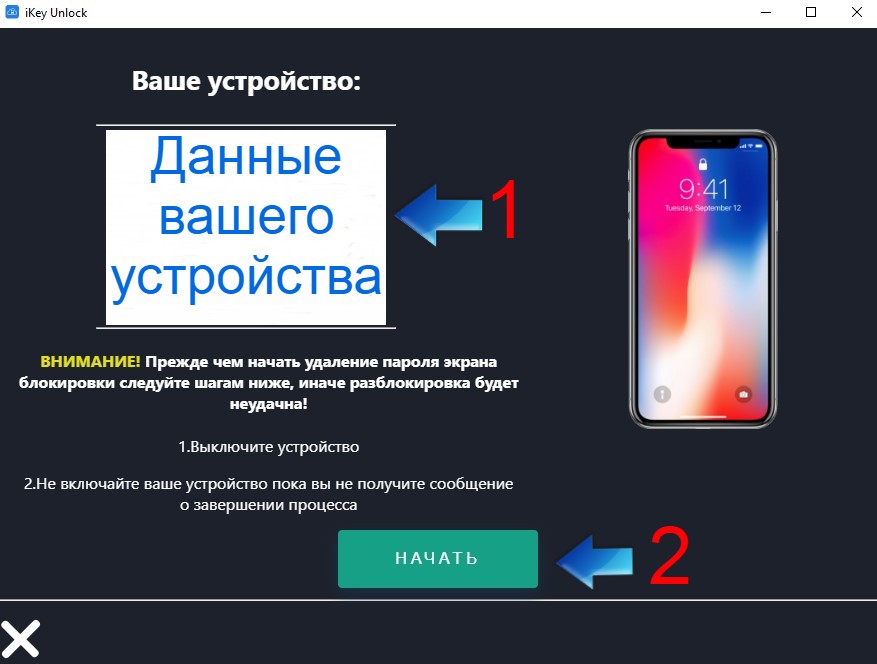 iKey Unlock
Ваше устройство:
Данные
вашего
устройства
1
9:41
Tuesday, September 12
ВНИМАНИЕ! Прежде чем начать удаление пароля экрана
блокировки следуйте шагам ниже, иначе разблокировка будет
неудачна!
1.Выключите устройство
2.Не включайте ваше устройство пока вы не получите сообщение
о завершении процесса
НАЧАТЬ
2